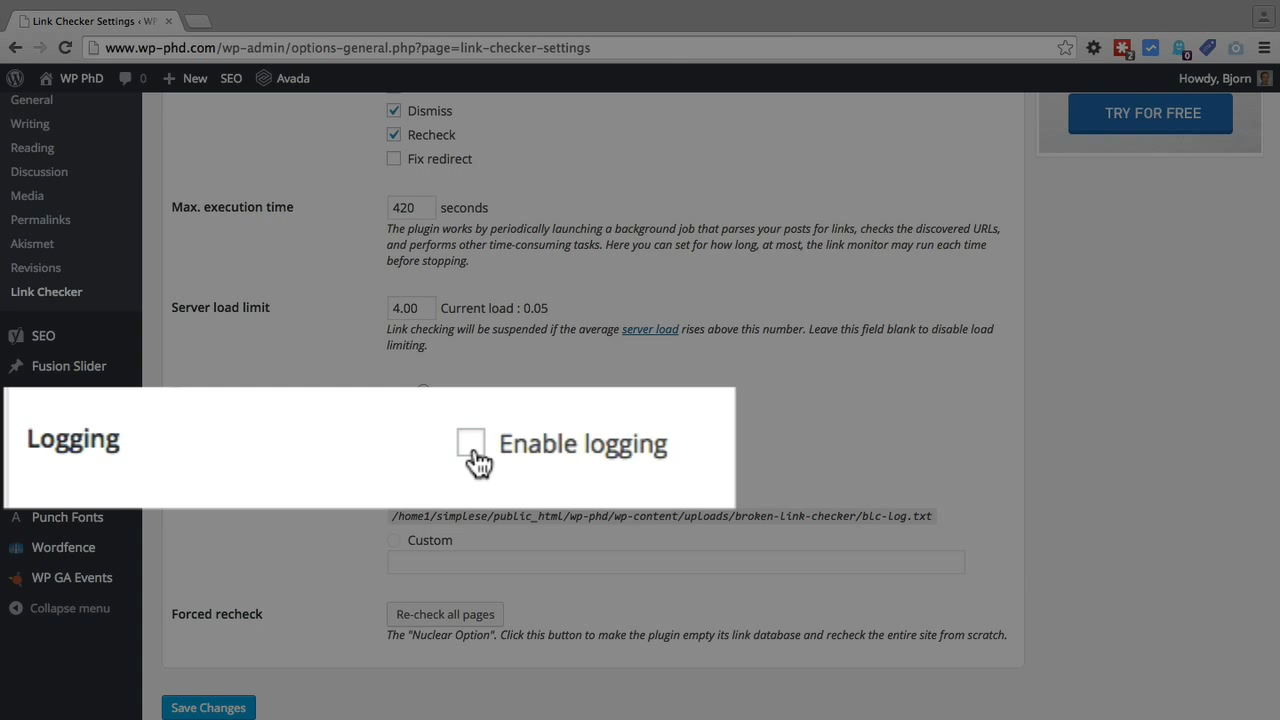 Link Checker Settings ‹ WP
www.wp-phd.com/wp-admin/options-general.php?page=link-checker-settings
2
0
WP PhD
0
New
SEO
Avada
Howdy, Bjorn
General
Writing
Reading
Discussion
Media
Permalinks
Akismet
Revisions
Link Checker
SEO
Fusion Slider
Punch Fonts
Wordfence
WP GA Events
Collapse menu
Dismiss
Recheck
Fix redirect
Max. execution time
420 seconds
The plugin works by periodically launching a background job that parses your posts for links, checks the discovered URLs,
and performs other time-consuming tasks. Here you can set for how long, at most, the link monitor may run each time
before stopping.
Server load limit
4.00 Current load : 0.05
Link checking will be suspended if the average server load rises above this number. Leave this field blank to disable load
limiting.
Logging
Enable logging
/home1/simplese/public_html/wp-phd/wp-content/uploads/broken-link-checker/blc-log.txt
Custom
Forced recheck
Re-check all pages
The "Nuclear Option". Click this button to make the plugin empty its link database and recheck the entire site from scratch.
Save Changes
TRY FOR FREE